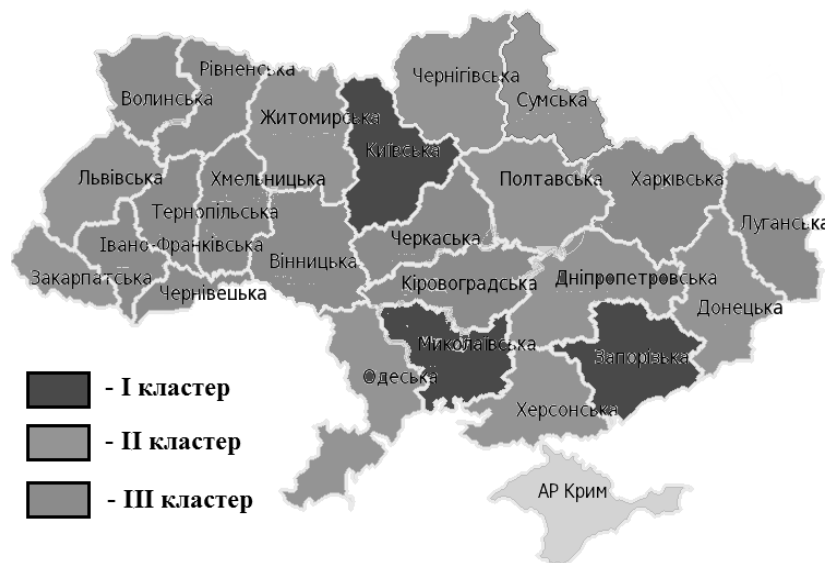 Рівненська
Волинська
Житомирська
Чернігівська
Сумська
Київська
Львівська
Хмельницька
Полтавська
Харківська
Тернопільська
Луганська
Івано-Франківська
Черкаська
Вінницька
Закарпатська
Чернівецька
Кіровоградська
Дніпропетровська
Донецька
Миколаївська
Запорізька
Одеська
Херсонська
АР Крим
- І кластер
- ІІ кластер
- ІІІ кластер